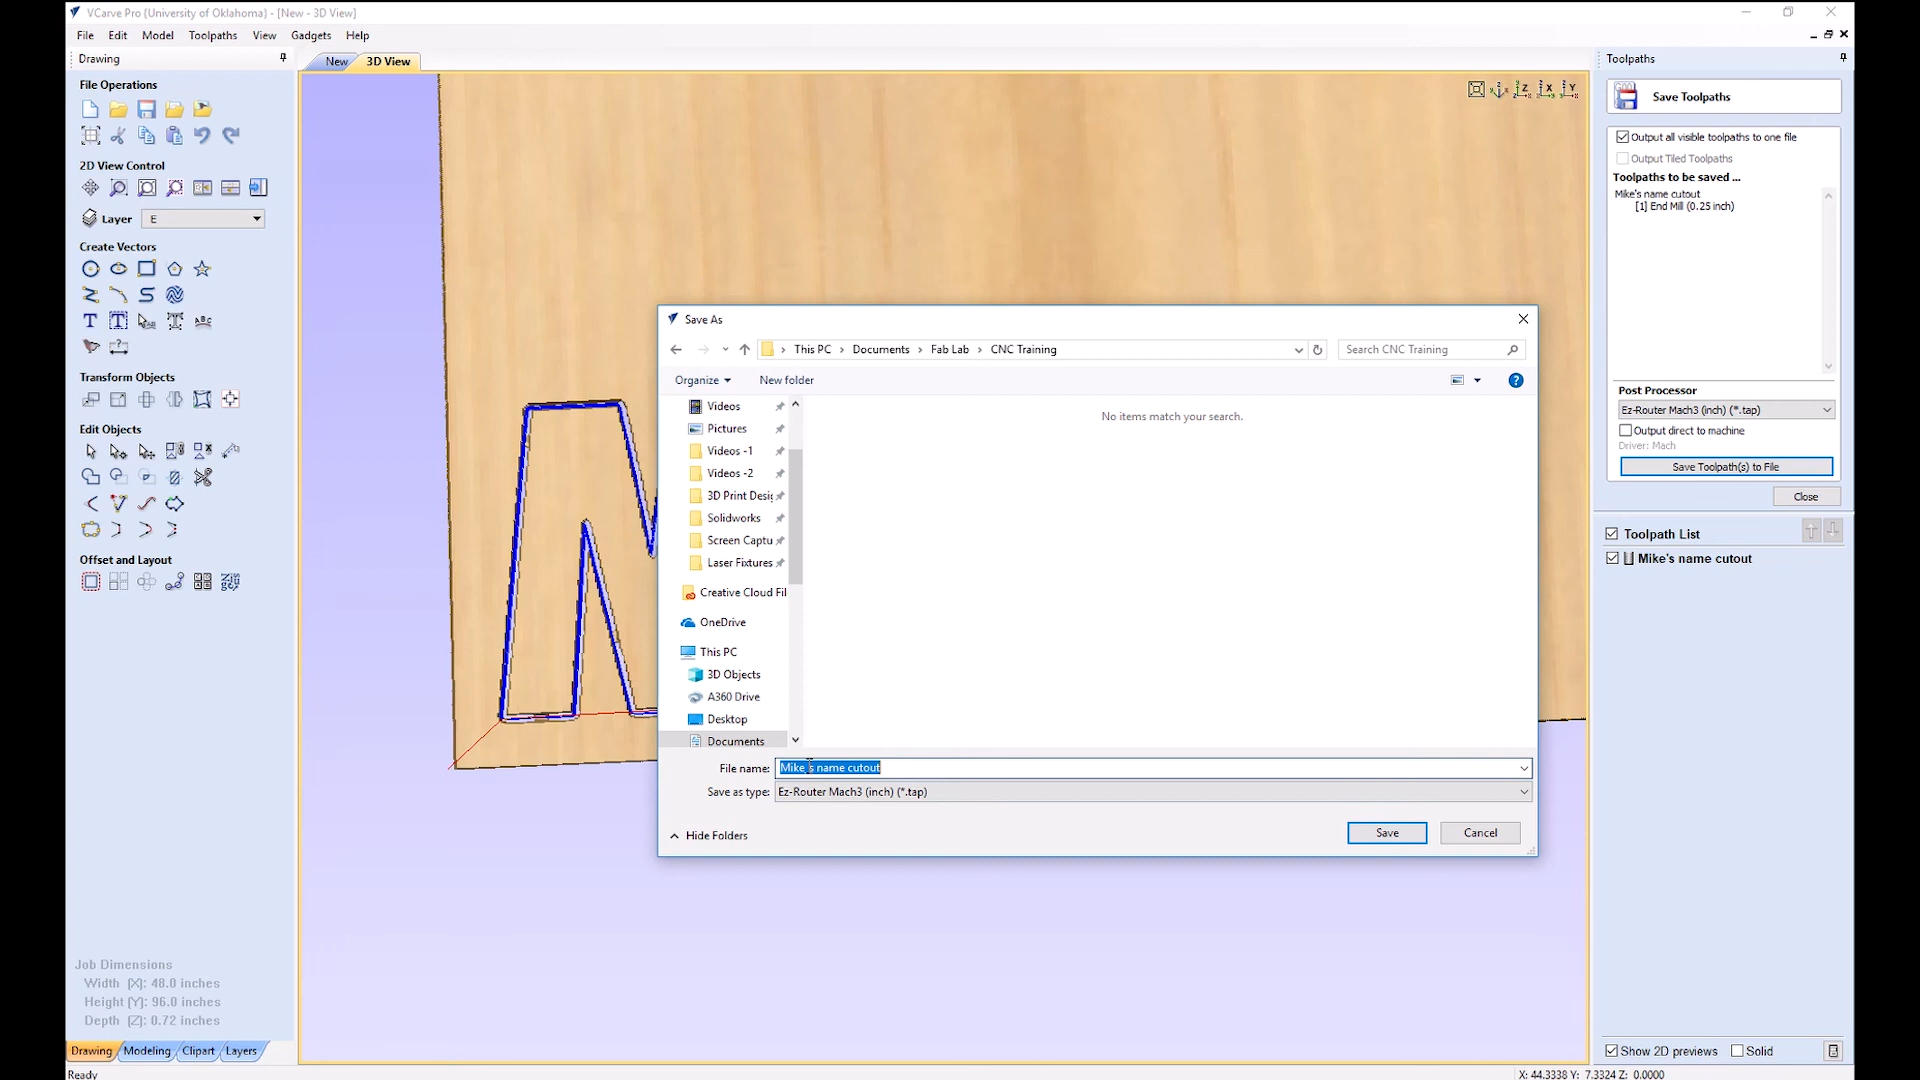 VCarve Pro {University of Oklahoma} - [New - 3D View]
File Edit Model Toolpaths View Gadgets Help
Drawing
File Operations
2D View Control
Layer E
Create Vectors
Transform Objects
Edit Objects
Offset and Layout
Job Dimensions
Width [X]: 48.0 inches
Height [Y]: 96.0 inches
Depth [Z]: 0.72 inches
Drawing Modeling Clipart Layers
Ready
New 3D View
Save As
This PC > Documents > Fab Lab > CNC Training
Search CNC Training
Organize New folder
Videos
Pictures
Videos -1
Videos -2
3D Print Desig
Solidworks
Screen Captu
Laser Fixtures
Creative Cloud Fil
OneDrive
This PC
3D Objects
A360 Drive
Desktop
Documents
No items match your search.
File name: Mike_s name cutout
Save as type: Ez-Router Mach3 (inch) (*.tap)
Hide Folders
Save Cancel
Toolpaths
Save Toolpaths
Output all visible toolpaths to one file
Output Tiled Toolpaths
Toolpaths to be saved ...
Mike's name cutout
[1] End Mill (0.25 inch)
Post Processor
Ez-Router Mach3 (inch) (*.tap)
Output direct to machine
Driver: Mach
Save Toolpath(s) to File
Close
Toolpath List
Mike's name cutout
Show 2D previews Solid
X: 44.3338 Y: 7.3324 Z: 0.0000